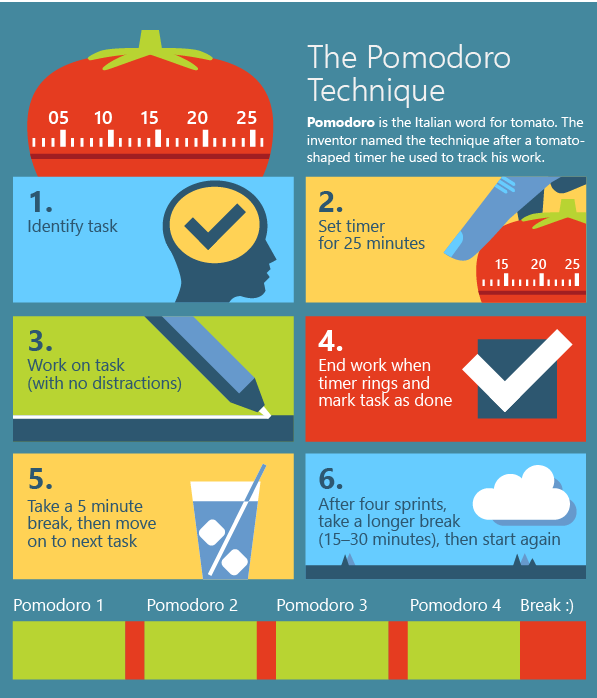 The Pomodoro
Technique
Pomodoro is the Italian word for tomato. The
inventor named the technique after a tomato-
shaped timer he used to track his work.
05 10 15 20 25
1.
Identify task
2.
Set timer
for 25 minutes
15 20 25
3.
Work on task
(with no distractions)
4.
End work when
timer rings and
mark task as done
5.
Take a 5 minute
break, then move
on to next task
6.
After four sprints,
take a longer break
(15–30 minutes), then start again
Pomodoro 1 Pomodoro 2 Pomodoro 3 Pomodoro 4 Break :)